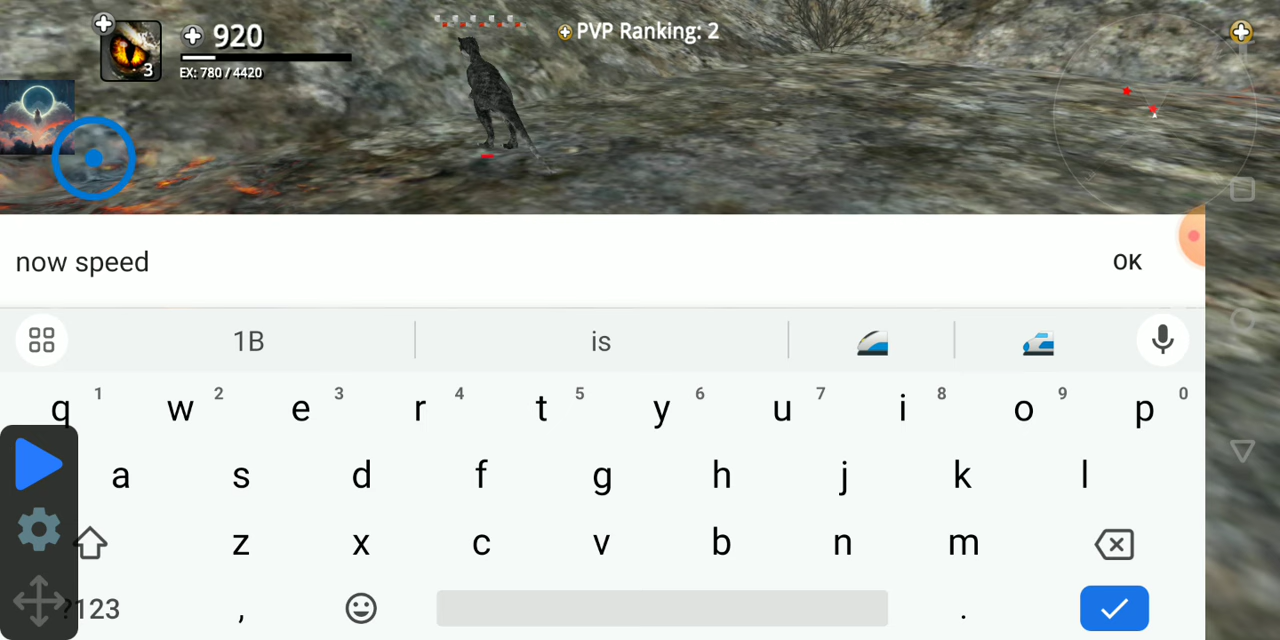 920
PVP Ranking: 2
3
EX: 780 / 4420
now speed
OK
1B
is
q 1 w 2 e 3 r 4 t 5 y 6 u 7 i 8 o 9 p 0
a s d f g h j k l
z x c v b n m
?123 , .